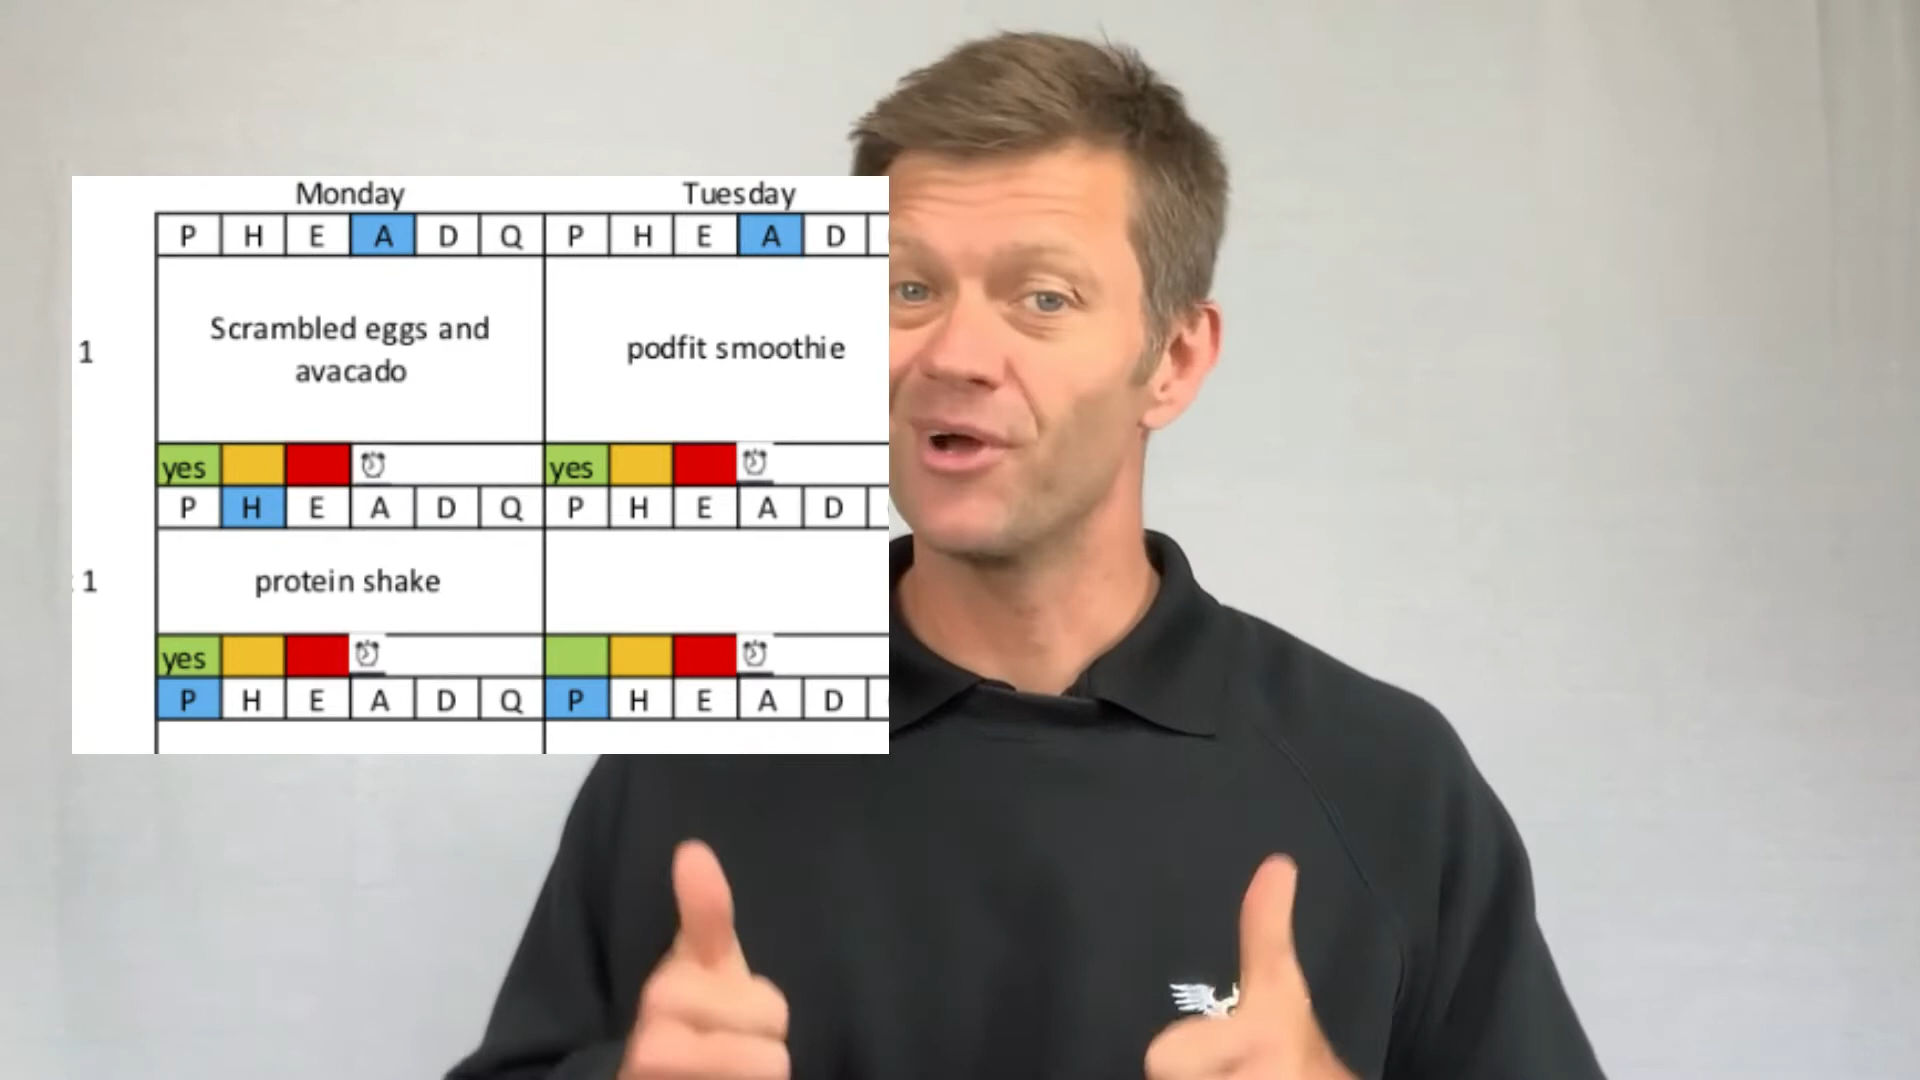 Monday Tuesday
P H E A D Q P H E A D
1 Scrambled eggs and avacado podfit smoothie
yes yes
P H E A D Q P H E A D
1 protein shake
yes
P H E A D Q P H E A D